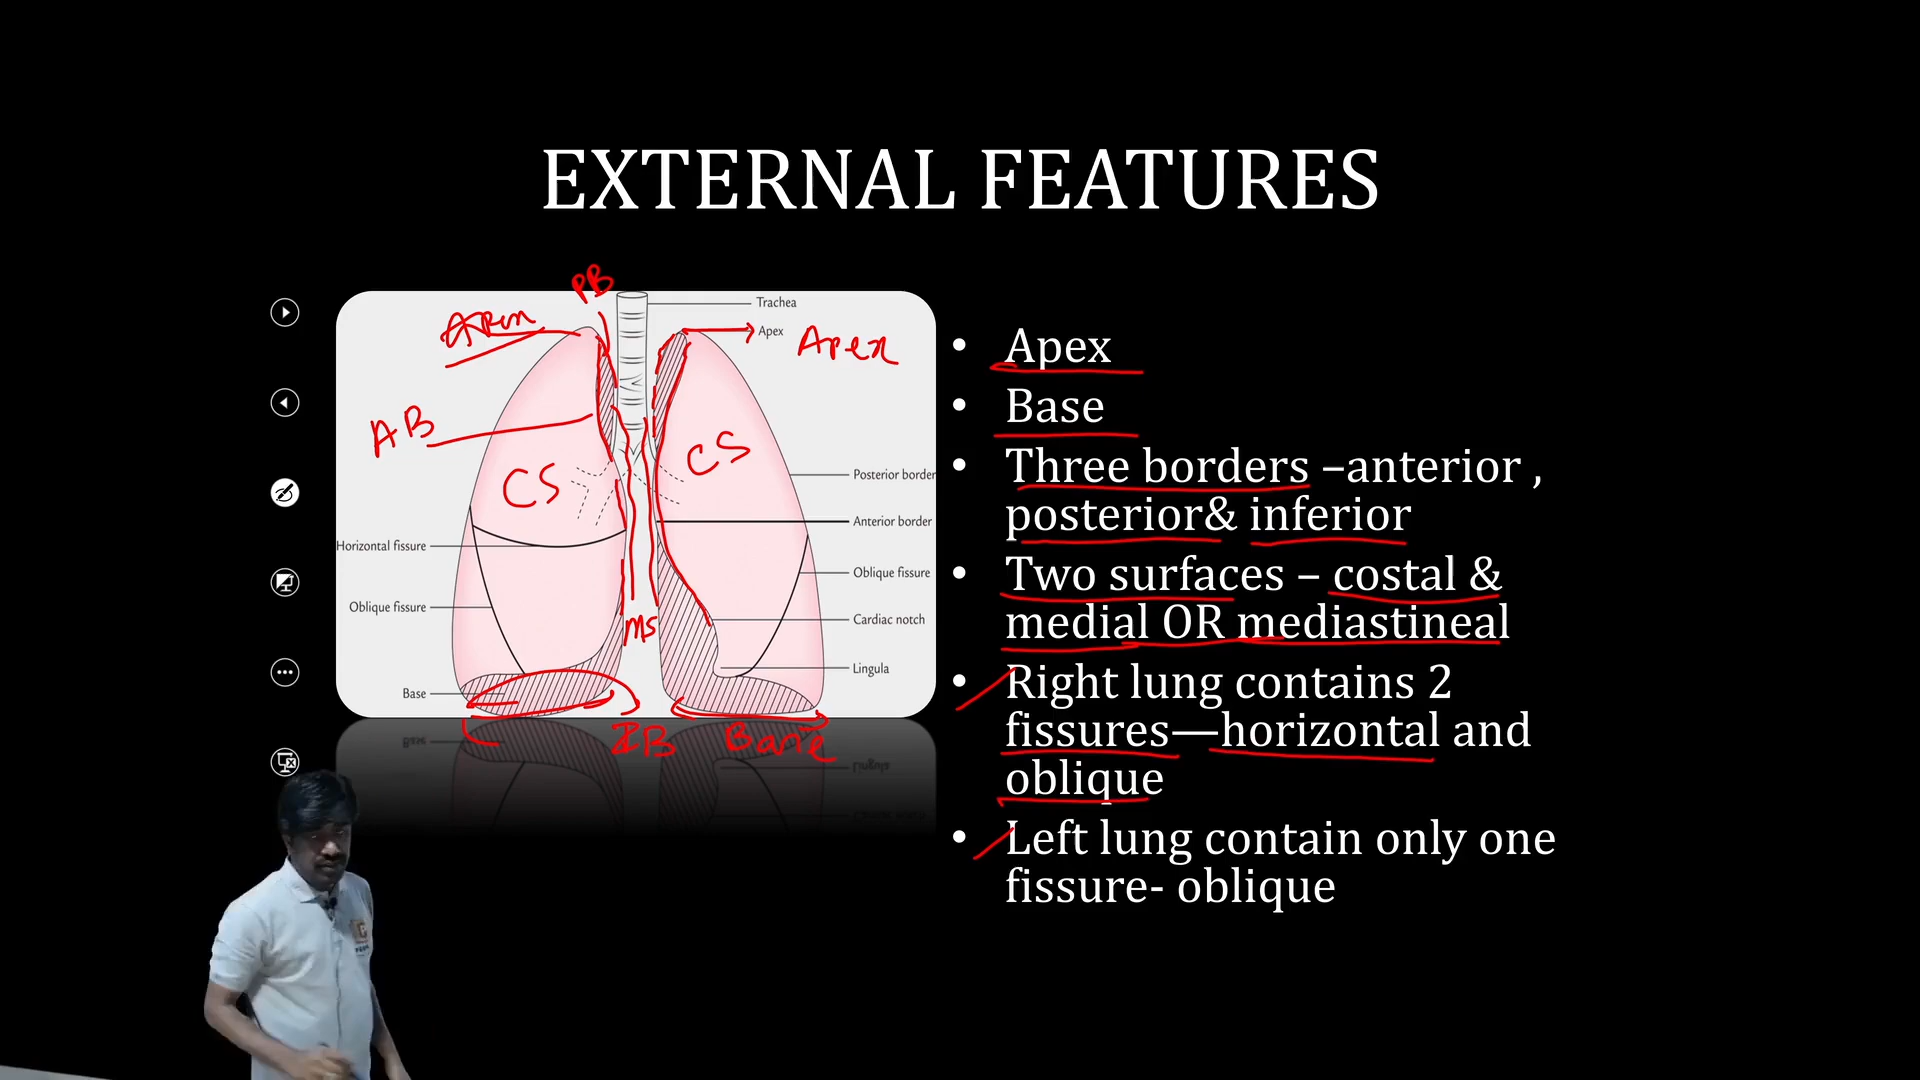 EXTERNAL FEATURES
PB
Trachea
Apex
Apex
AB
CS
CS
Posterior border
Anterior border
Horizontal fissure
Oblique fissure
Oblique fissure
Cardiac notch
MS
Lingula
Base
IB
Base
• Apex
• Base
• Three borders –anterior ,
posterior& inferior
• Two surfaces – costal &
medial OR mediastineal
• Right lung contains 2
fissures—horizontal and
oblique
• Left lung contain only one
fissure- oblique